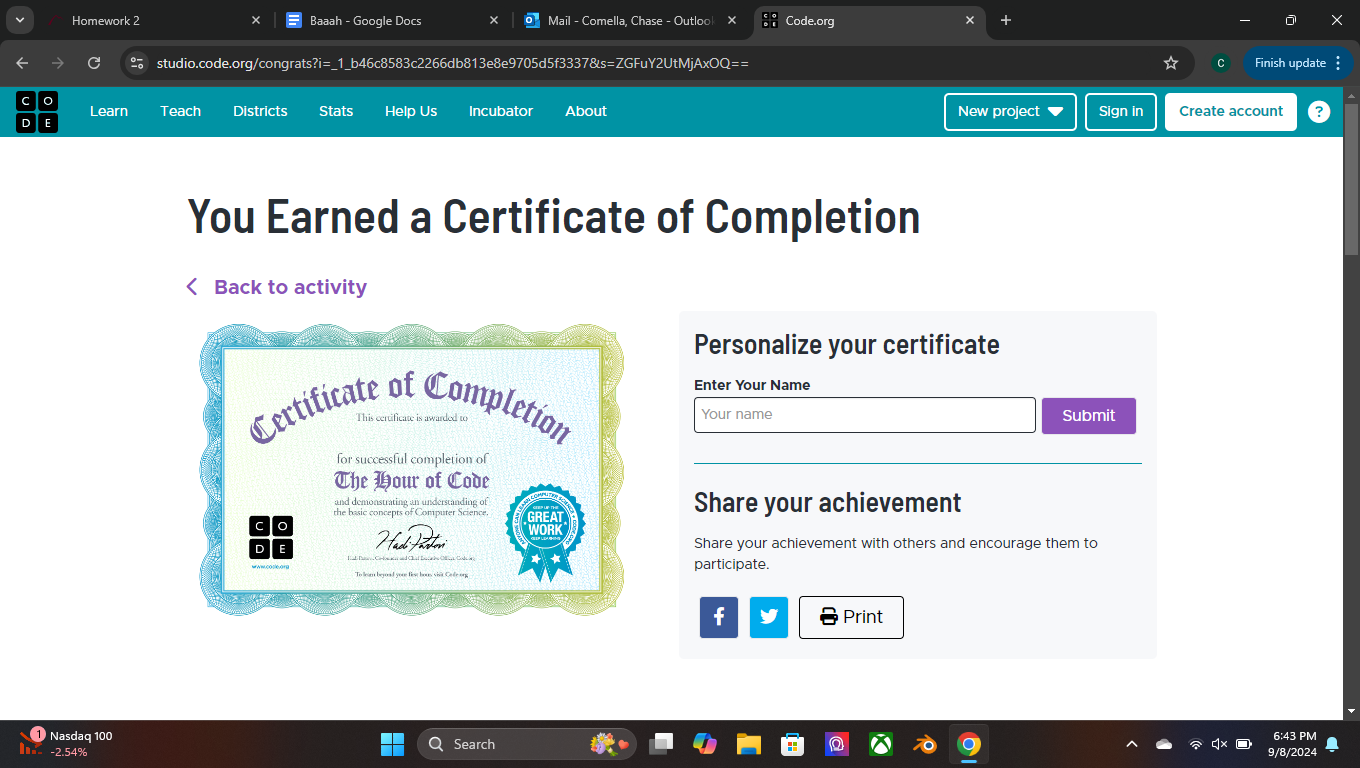 Homework 2
Baaah - Google Docs
Mail - Comella, Chase - Outlook
Code.org
studio.code.org/congrats?i=_1_b46c8583c2266db813e8e9705d5f3337&s=ZGFuY2UtMjAxOQ==
C
Finish update
C O D E
Learn
Teach
Districts
Stats
Help Us
Incubator
About
New project
Sign in
Create account
?
You Earned a Certificate of Completion
Back to activity
Certificate of Completion
This certificate is awarded to
for successful completion of
The Hour of Code
and demonstrating an understanding of
the basic concepts of Computer Science.
C O
D E
www.code.org
Hadi Partovi, Co-founder and Chief Executive Officer, Code.org
To learn beyond your first hour, visit Code.org
KEEP UP THE
GREAT
WORK
KEEP LEARNING
Personalize your certificate
Enter Your Name
Your name
Submit
Share your achievement
Share your achievement with others and encourage them to
participate.
f
Print
1
Nasdaq 100
-2.54%
Search
6:43 PM
9/8/2024